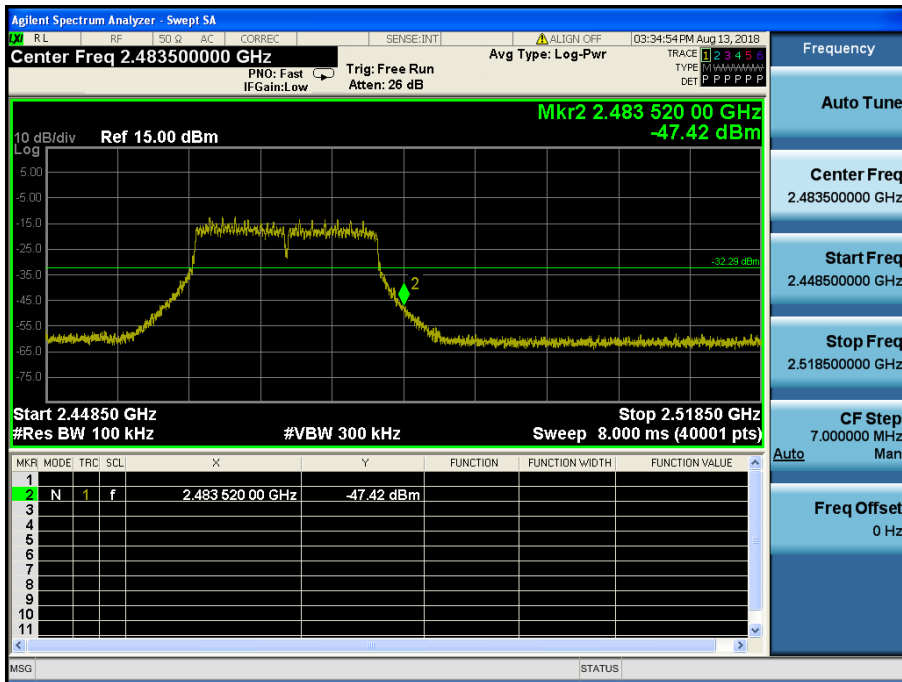 Agilent Spectrum Analyzer - Swept SA
LXI RL RF 50 Ω AC CORREC SENSE:INT ALIGN OFF 03:34:54 PM Aug 13, 2018
Center Freq 2.483500000 GHz
PNO: Fast
IFGain:Low
Trig: Free Run
Atten: 26 dB
Avg Type: Log-Pwr
TRACE 1 2 3 4 5 6
TYPE M W W W W W
DET P P P P P P
Mkr2 2.483 520 00 GHz
-47.42 dBm
10 dB/div Ref 15.00 dBm
Log
5.00
-5.00
-15.0
-25.0
-32.29 dBm
-35.0
2
-45.0
-55.0
-65.0
-75.0
Start 2.44850 GHz Stop 2.51850 GHz
#Res BW 100 kHz #VBW 300 kHz Sweep 8.000 ms (40001 pts)
MKR MODE TRC SCL X Y FUNCTION FUNCTION WIDTH FUNCTION VALUE
1
2 N 1 f 2.483 520 00 GHz -47.42 dBm
3
4
5
6
7
8
9
10
11
MSG STATUS
Frequency
Auto Tune
Center Freq
2.483500000 GHz
Start Freq
2.448500000 GHz
Stop Freq
2.518500000 GHz
CF Step
7.000000 MHz
Auto Man
Freq Offset
0 Hz